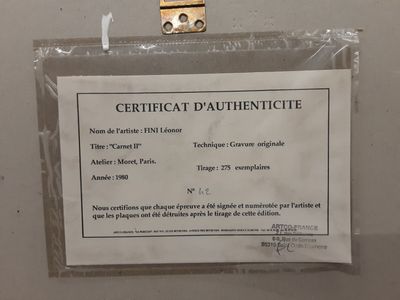 CERTIFICAT D'AUTHENTICITE
Nom de l'artiste : FINI Léonor
Titre : "Carnet II" Technique : Gravure originale
Atelier : Moret, Paris. Tirage : 275 exemplaires
Année : 1980
N° 42
Nous certifions que chaque épreuve a été signée et numérotée par l'artiste et
que les plaques ont été détruites après le tirage de cette édition.
ARTCO-FRANCE